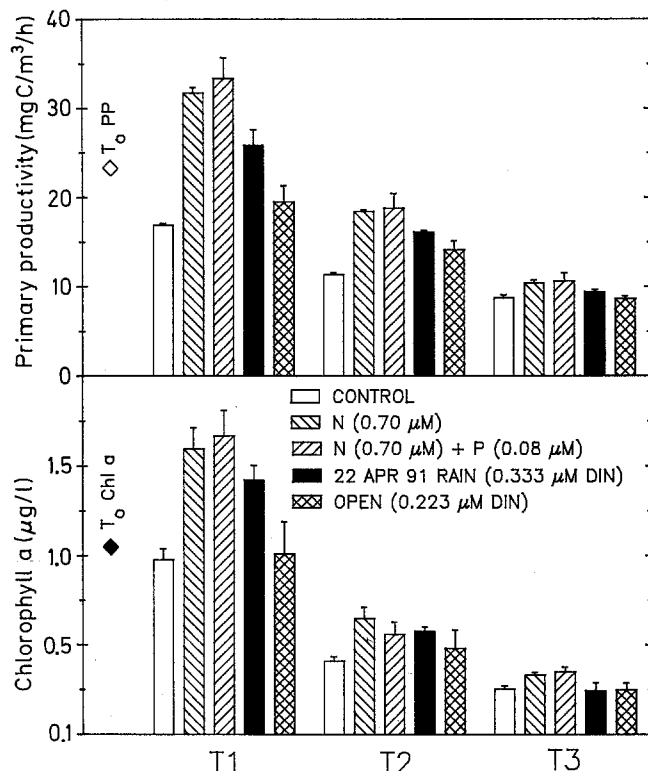 Primary productivity (mgC/m³/h)
40
30
20
10
0
T₀ PP
Chlorophyll a (µg/l)
1.5
1.0
0.5
0.1
T₀ Chl a
CONTROL
N (0.70 µM)
N (0.70 µM) + P (0.08 µM)
22 APR 91 RAIN (0.333 µM DIN)
OPEN (0.223 µM DIN)
T1
T2
T3